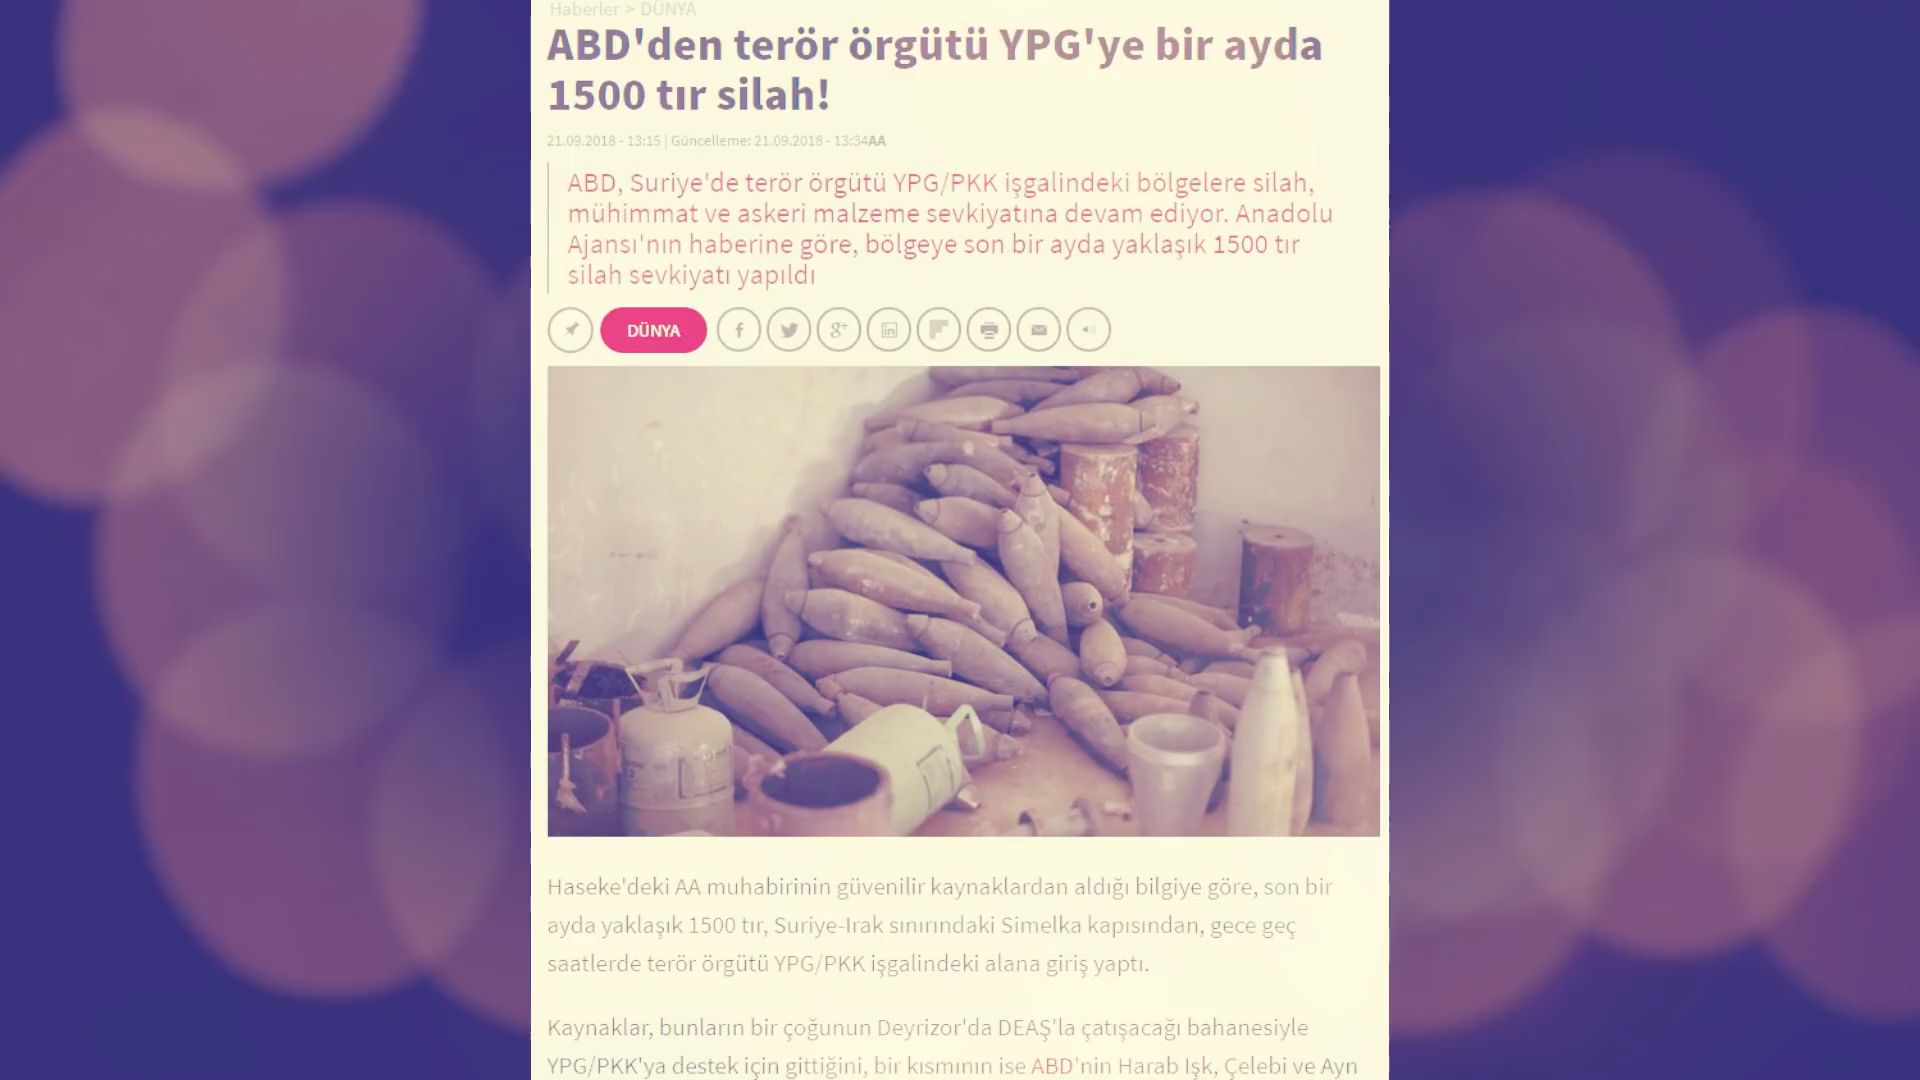 Haberler > DÜNYA
ABD'den terör örgütü YPG'ye bir ayda
1500 tır silah!
21.09.2018 - 13:15 | Güncelleme: 21.09.2018 - 13:34AA
ABD, Suriye'de terör örgütü YPG/PKK işgalindeki bölgelere silah,
mühimmat ve askeri malzeme sevkiyatına devam ediyor. Anadolu
Ajansı'nın haberine göre, bölgeye son bir ayda yaklaşık 1500 tır
silah sevkiyatı yapıldı
DÜNYA
Haseke'deki AA muhabirinin güvenilir kaynaklardan aldığı bilgiye göre, son bir
ayda yaklaşık 1500 tır, Suriye-Irak sınırındaki Simelka kapısından, gece geç
saatlerde terör örgütü YPG/PKK işgalindeki alana giriş yaptı.
Kaynaklar, bunların bir çoğunun Deyrizor'da DEAŞ'la çatışacağı bahanesiyle
YPG/PKK'ya destek için gittiğini, bir kısmının ise ABD'nin Harab Işk, Çelebi ve Ayn